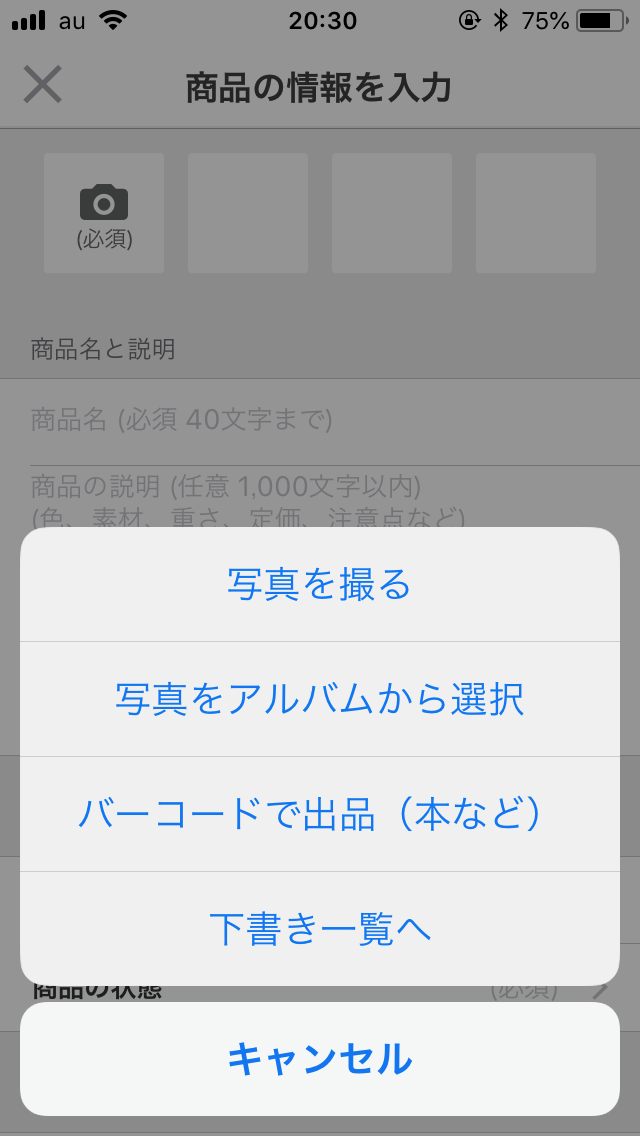 au 20:30 75%
商品の情報を入力
(必須)
商品名と説明
商品名 (必須 40文字まで)
商品の説明 (任意 1,000文字以内)
(色、素材、重さ、定価、注意点など)
写真を撮る
写真をアルバムから選択
バーコードで出品（本など）
下書き一覧へ
商品の状態 (必須)
キャンセル